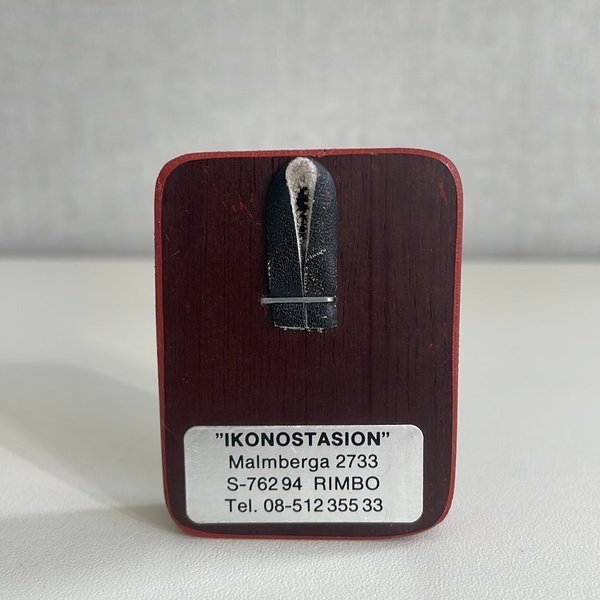 ”IKONOSTASION”
Malmberga 2733
S-762 94 RIMBO
Tel. 08-512 355 33